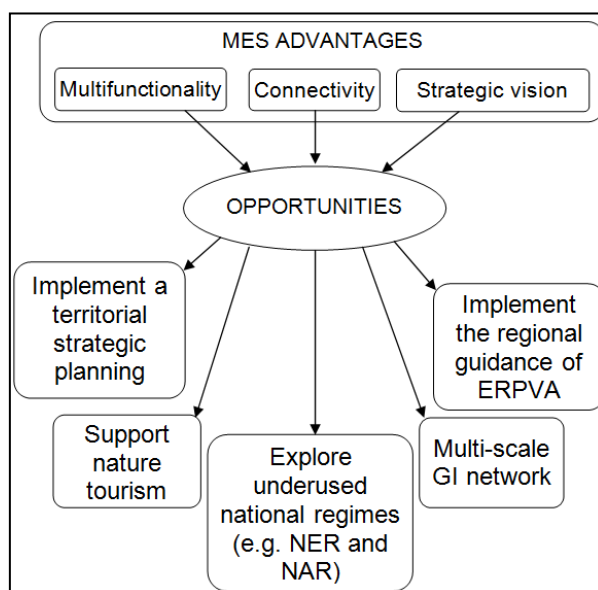 MES ADVANTAGES
Multifunctionality
Connectivity
Strategic vision
OPPORTUNITIES
Implement a
territorial
strategic
planning
Implement
the regional
guidance of
ERPVA
Support
nature
tourism
Explore
underused
national regimes
(e.g. NER and
NAR)
Multi-scale
GI network